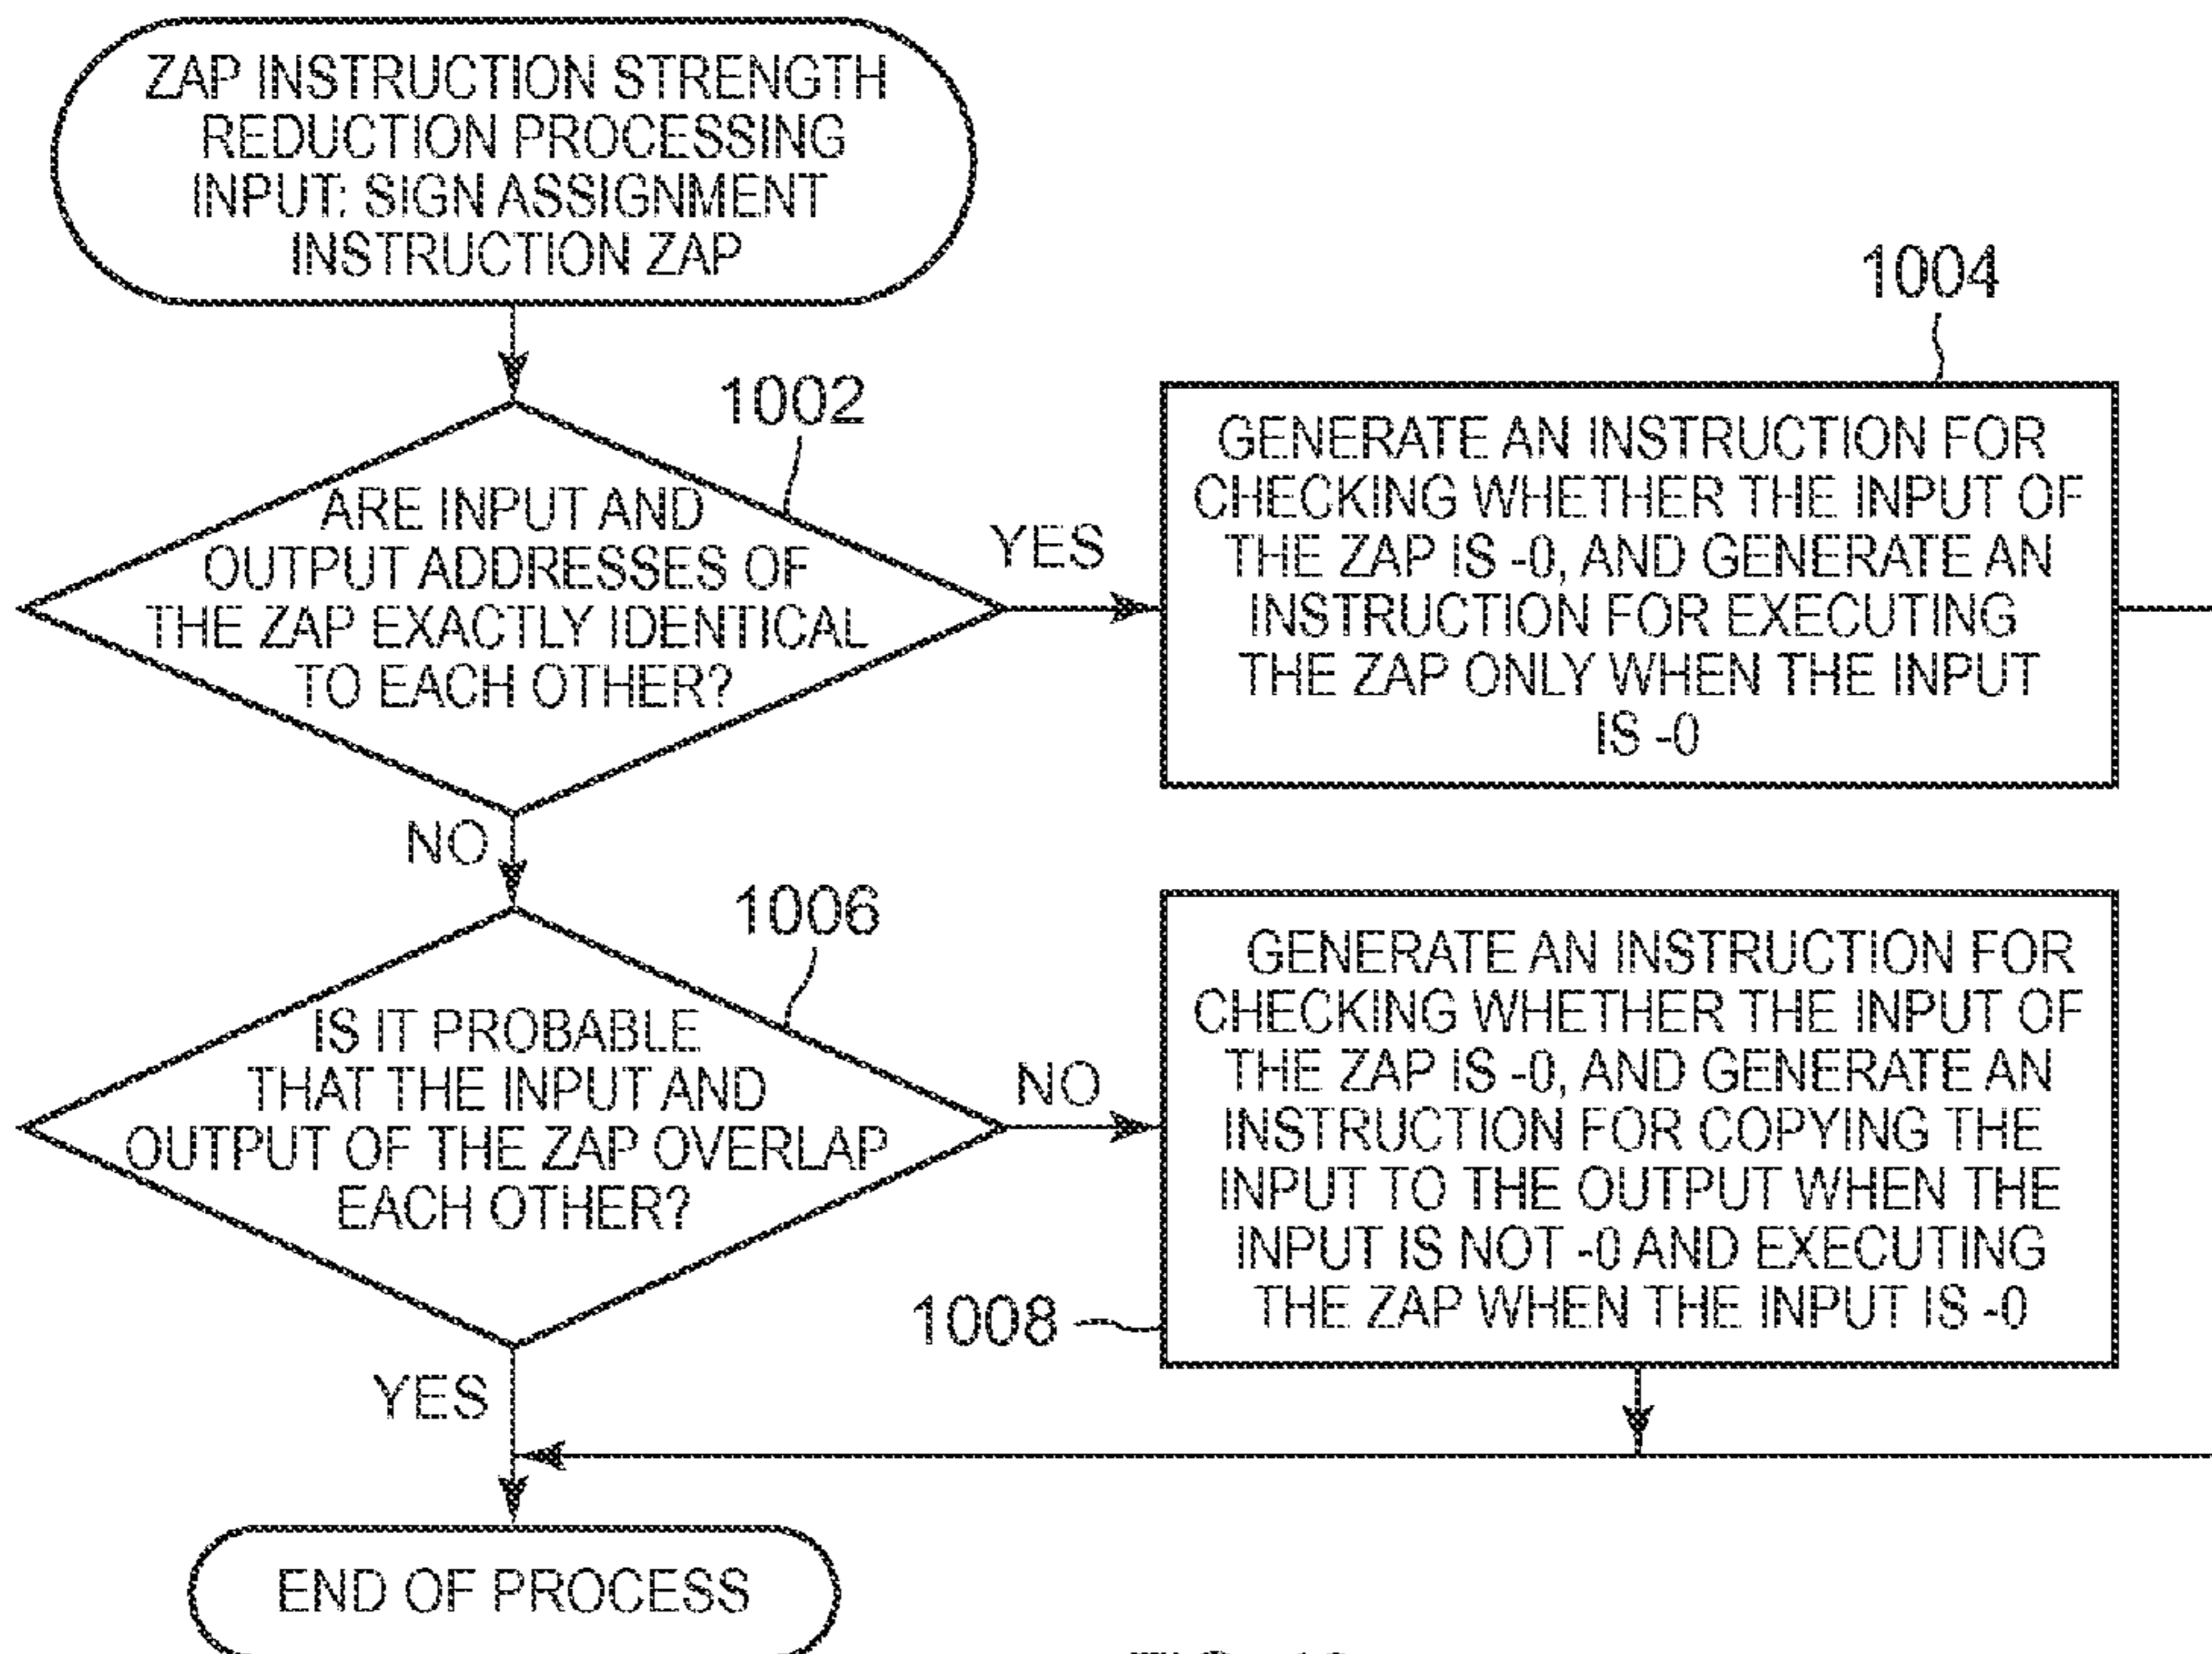 ZAP INSTRUCTION STRENGTH
REDUCTION PROCESSING
INPUT: SIGN ASSIGNMENT
INSTRUCTION ZAP
1002
ARE INPUT AND
OUTPUT ADDRESSES OF
THE ZAP EXACTLY IDENTICAL
TO EACH OTHER?
YES
1004
GENERATE AN INSTRUCTION FOR
CHECKING WHETHER THE INPUT OF
THE ZAP IS -0, AND GENERATE AN
INSTRUCTION FOR EXECUTING
THE ZAP ONLY WHEN THE INPUT
IS -0
NO
1006
IS IT PROBABLE
THAT THE INPUT AND
OUTPUT OF THE ZAP OVERLAP
EACH OTHER?
NO
GENERATE AN INSTRUCTION FOR
CHECKING WHETHER THE INPUT OF
THE ZAP IS -0, AND GENERATE AN
INSTRUCTION FOR COPYING THE
INPUT TO THE OUTPUT WHEN THE
INPUT IS NOT -0 AND EXECUTING
THE ZAP WHEN THE INPUT IS -0
1008
YES
END OF PROCESS